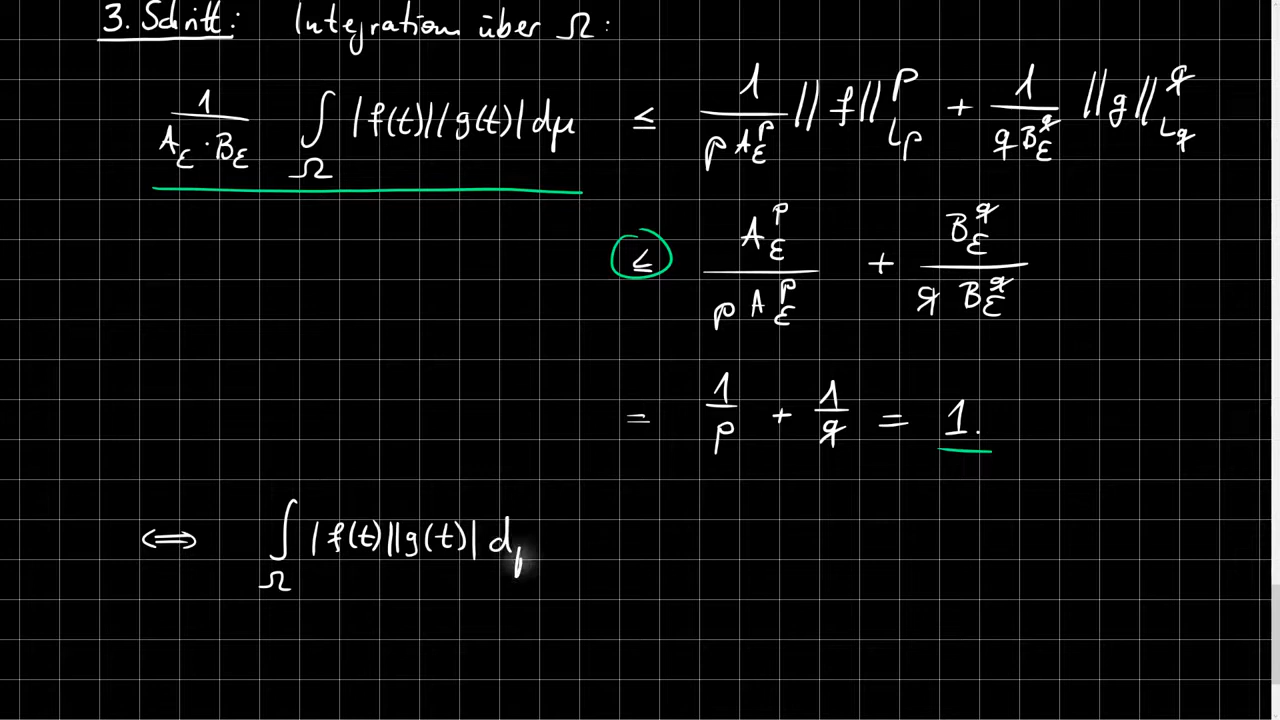 3. Schritt: Integration über Ω:
1/(A_ε · B_ε) ∫_Ω |f(t)||g(t)| dμ ≤ 1/(p A_ε^p) ||f||_{L_p}^p + 1/(q B_ε^q) ||g||_{L_q}^q
≤ A_ε^p/(p A_ε^p) + B_ε^q/(q B_ε^q)
= 1/p + 1/q = 1.
⟺ ∫_Ω |f(t)||g(t)| d